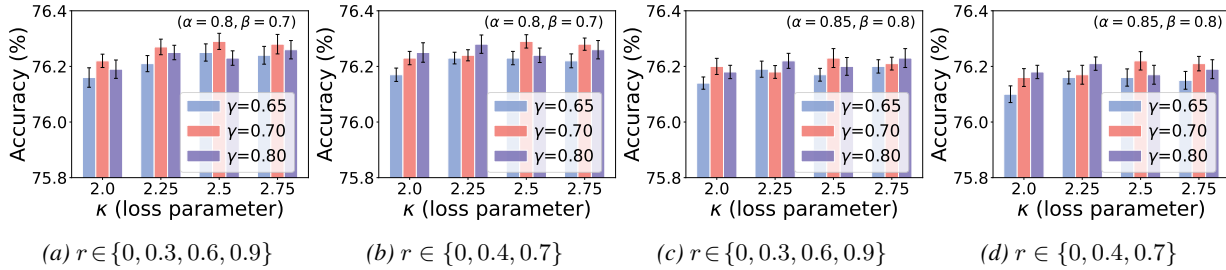 (α = 0.8, β = 0.7)
76.4
76.2
76.0
75.8
Accuracy (%)
γ=0.65
γ=0.70
γ=0.80
2.0 2.25 2.5 2.75
κ (loss parameter)
(a) r∈{0, 0.3, 0.6, 0.9}
(α = 0.8, β = 0.7)
76.4
76.2
76.0
75.8
Accuracy (%)
γ=0.65
γ=0.70
γ=0.80
2.0 2.25 2.5 2.75
κ (loss parameter)
(b) r ∈ {0, 0.4, 0.7}
(α = 0.85, β = 0.8)
76.4
76.2
76.0
75.8
Accuracy (%)
γ=0.65
γ=0.70
γ=0.80
2.0 2.25 2.5 2.75
κ (loss parameter)
(c) r∈{0, 0.3, 0.6, 0.9}
(α = 0.85, β = 0.8)
76.4
76.2
76.0
75.8
Accuracy (%)
γ=0.65
γ=0.70
γ=0.80
2.0 2.25 2.5 2.75
κ (loss parameter)
(d) r ∈ {0, 0.4, 0.7}